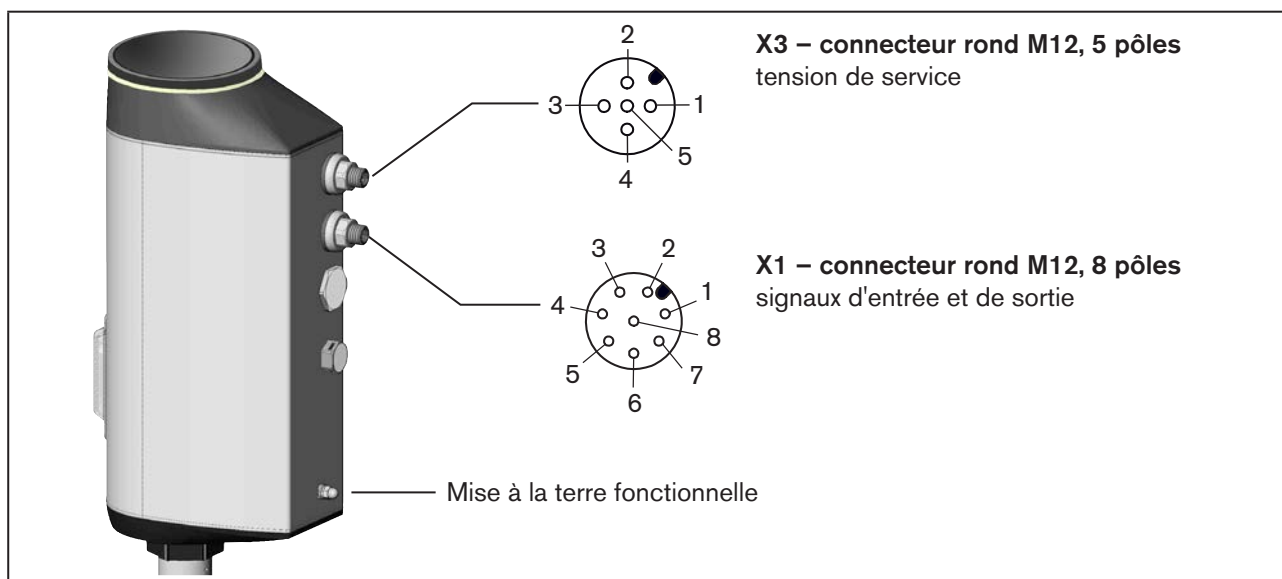 X3 – connecteur rond M12, 5 pôles
tension de service
2
3
1
5
4
X1 – connecteur rond M12, 8 pôles
signaux d'entrée et de sortie
3
2
4
1
8
5
7
6
Mise à la terre fonctionnelle